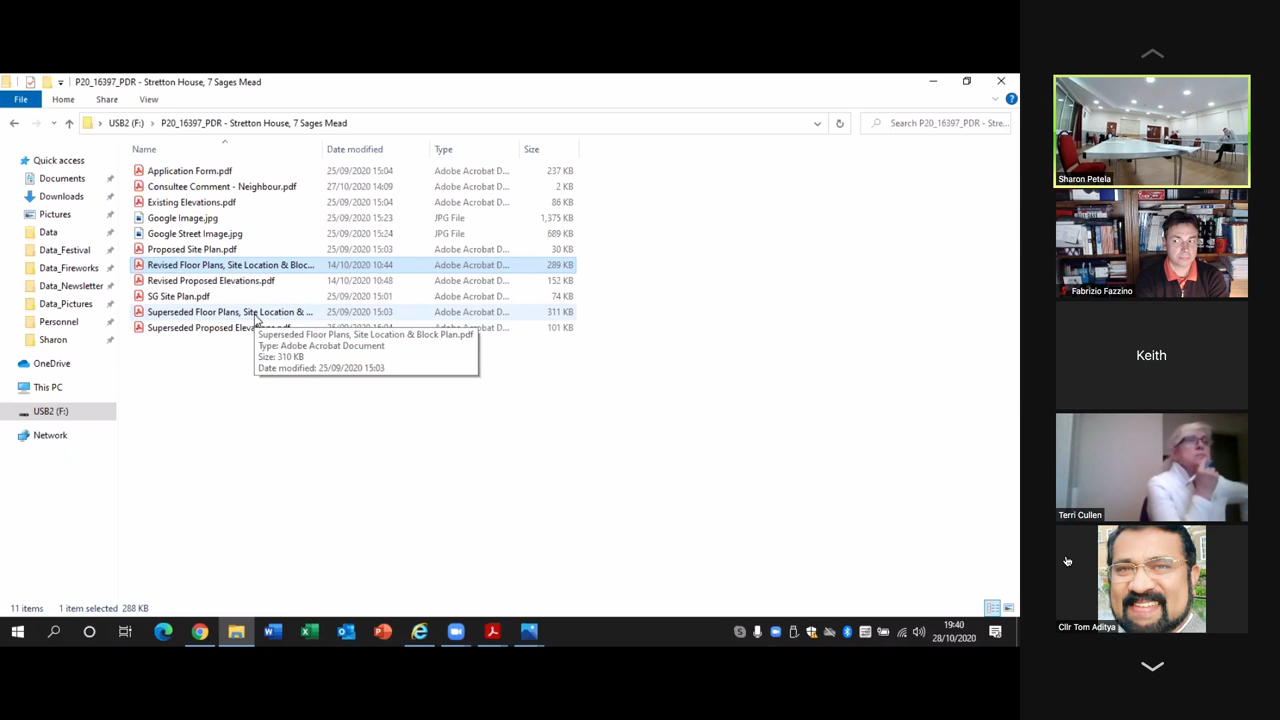 P20_16397_PDR - Stretton House, 7 Sages Mead
File Home Share View
USB2 (F:) P20_16397_PDR - Stretton House, 7 Sages Mead Search P20_16397_PDR - Stre...
Name Date modified Type Size
Quick access
Documents
Downloads
Pictures
Data
Data_Festival
Data_Fireworks
Data_Newsletter
Data_Pictures
Personnel
Sharon
OneDrive
This PC
USB2 (F:)
Network
Application Form.pdf 25/09/2020 15:04 Adobe Acrobat D... 237 KB
Consultee Comment - Neighbour.pdf 27/10/2020 14:09 Adobe Acrobat D... 2 KB
Existing Elevations.pdf 25/09/2020 15:04 Adobe Acrobat D... 86 KB
Google Image.jpg 25/09/2020 15:23 JPG File 1,375 KB
Google Street Image.jpg 25/09/2020 15:24 JPG File 689 KB
Proposed Site Plan.pdf 25/09/2020 15:03 Adobe Acrobat D... 30 KB
Revised Floor Plans, Site Location & Bloc... 14/10/2020 10:44 Adobe Acrobat D... 289 KB
Revised Proposed Elevations.pdf 14/10/2020 10:48 Adobe Acrobat D... 152 KB
SG Site Plan.pdf 25/09/2020 15:01 Adobe Acrobat D... 74 KB
Superseded Floor Plans, Site Location & ... 25/09/2020 15:03 Adobe Acrobat D... 311 KB
Superseded Proposed Adobe Acrobat D... 101 KB
Superseded Floor Plans, Site Location & Block Plan.pdf
Type: Adobe Acrobat Document
Size: 310 KB
Date modified: 25/09/2020 15:03
11 items 1 item selected 288 KB
19:40
28/10/2020
Sharon Petela
Fabrizio Fazzino
Keith
Terri Cullen
Cllr Tom Aditya